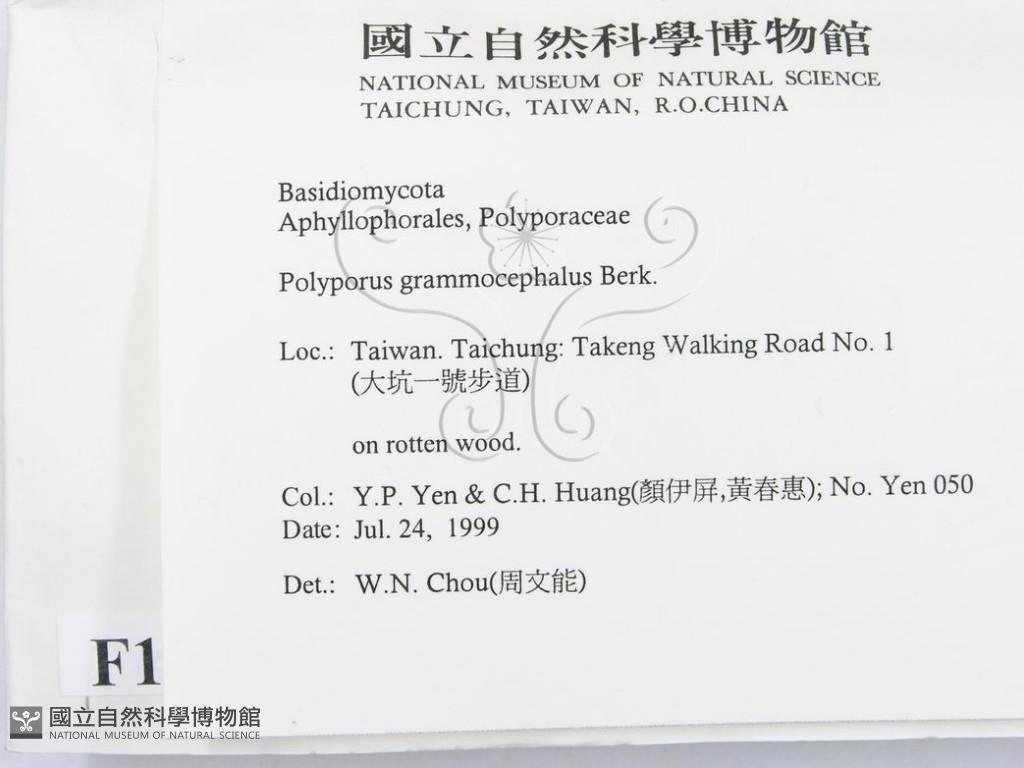 國立自然科學博物館
NATIONAL MUSEUM OF NATURAL SCIENCE
TAICHUNG, TAIWAN, R.O.CHINA
Basidiomycota
Aphyllophorales, Polyporaceae
Polyporus grammocephalus Berk.
Loc.: Taiwan. Taichung: Takeng Walking Road No. 1
(大坑一號步道)
on rotten wood.
Col.: Y.P. Yen & C.H. Huang(顏伊屏,黃春惠); No. Yen 050
Date: Jul. 24, 1999
Det.: W.N. Chou(周文能)
F1
國立自然科學博物館
NATIONAL MUSEUM OF NATURAL SCIENCE